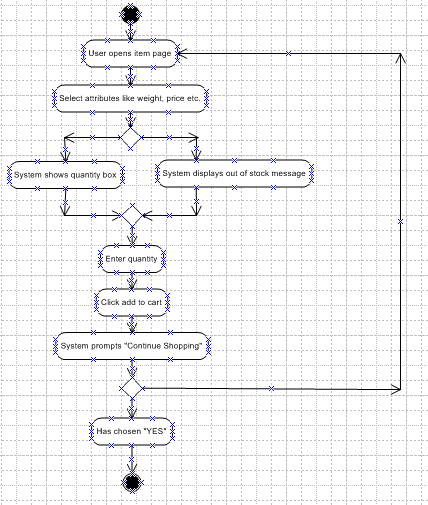 User opens item page
Select attributes like weight, price etc.
System shows quantity box
System displays out of stock message
Enter quantity
Click add to cart
System prompts "Continue Shopping"
Has chosen "YES"